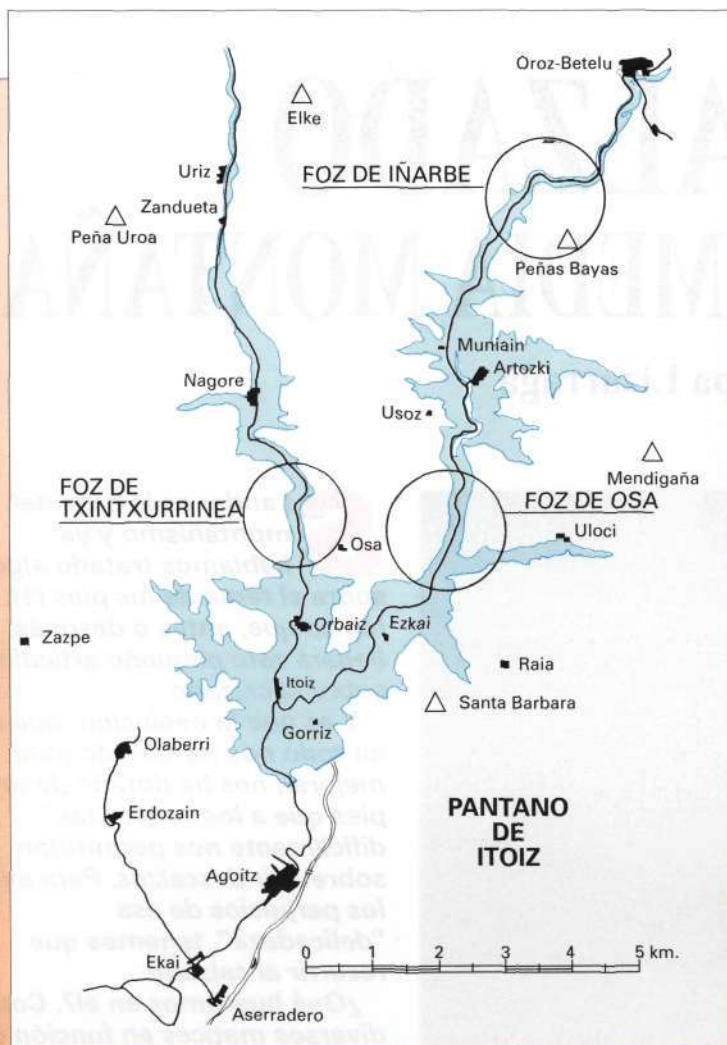 Oroz-Betelu
Elke
Uriz
FOZ DE IÑARBE
Zandueta
Peña Uroa
Peñas Bayas
Muniain
Artozki
Nagore
Usoz
Mendigaña
FOZ DE
TXINTXURRINEA
FOZ DE OSA
Osa
Uloci
Orbaiz
Ezkai
Zazpe
Raia
Itoiz
Santa Barbara
Gorriz
Olaberri
PANTANO
DE
ITOIZ
Erdozain
Agoitz
Ekai
0 1 2 3 4 5 km.
Aserradero